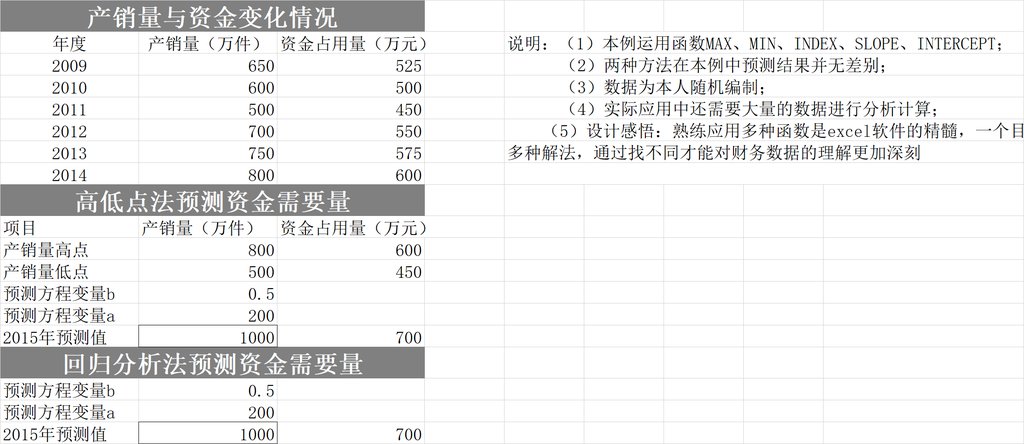 产销量与资金变化情况
年度 产销量（万件） 资金占用量（万元）
2009 650 525
2010 600 500
2011 500 450
2012 700 550
2013 750 575
2014 800 600
高低点法预测资金需要量
项目 产销量（万件） 资金占用量（万元）
产销量高点 800 600
产销量低点 500 450
预测方程变量b 0.5
预测方程变量a 200
2015年预测值 1000 700
回归分析法预测资金需要量
预测方程变量b 0.5
预测方程变量a 200
2015年预测值 1000 700
说明：（1）本例运用函数MAX、MIN、INDEX、SLOPE、INTERCEPT；
（2）两种方法在本例中预测结果并无差别；
（3）数据为本人随机编制；
（4）实际应用中还需要大量的数据进行分析计算；
（5）设计感悟：熟练应用多种函数是excel软件的精髓，一个目
多种解法，通过找不同才能对财务数据的理解更加深刻